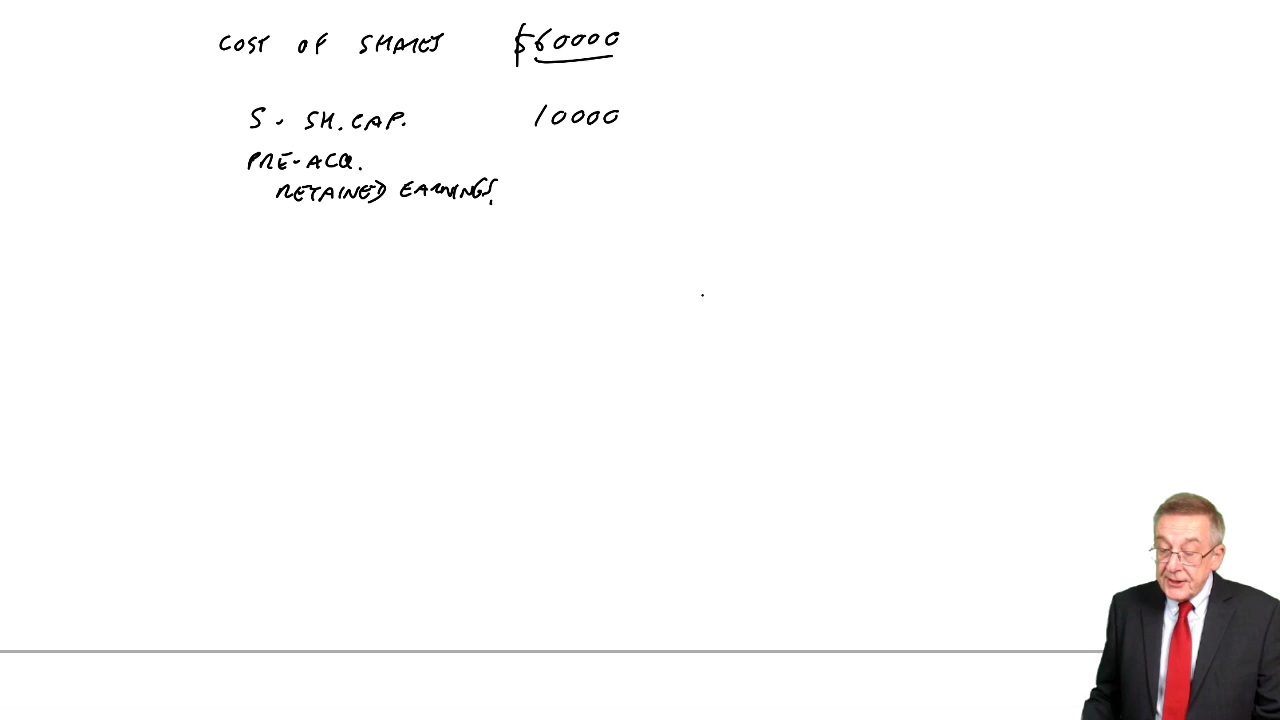 COST OF SHARES $60000
S. SH.CAP. 10000
PRE-ACQ.
RETAINED EARNINGS.